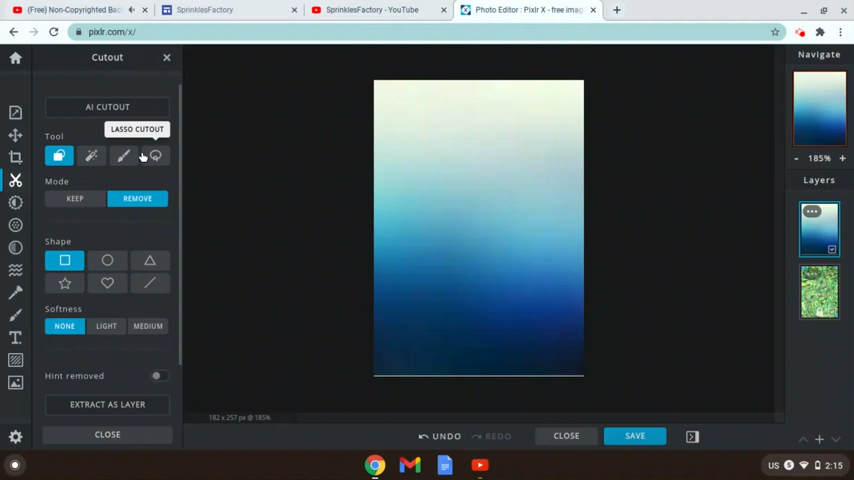 (Free) Non-Copyrighted Bac
SprinklesFactory
SprinklesFactory - YouTube
Photo Editor : Pixlr X - free imag
pixlr.com/x/
Cutout
Navigate
AI CUTOUT
LASSO CUTOUT
Tool
Mode
KEEP
REMOVE
185%
Layers
Shape
Softness
NONE
LIGHT
MEDIUM
Hint removed
EXTRACT AS LAYER
CLOSE
182 x 257 px @ 185%
UNDO
REDO
CLOSE
SAVE
US
2:15